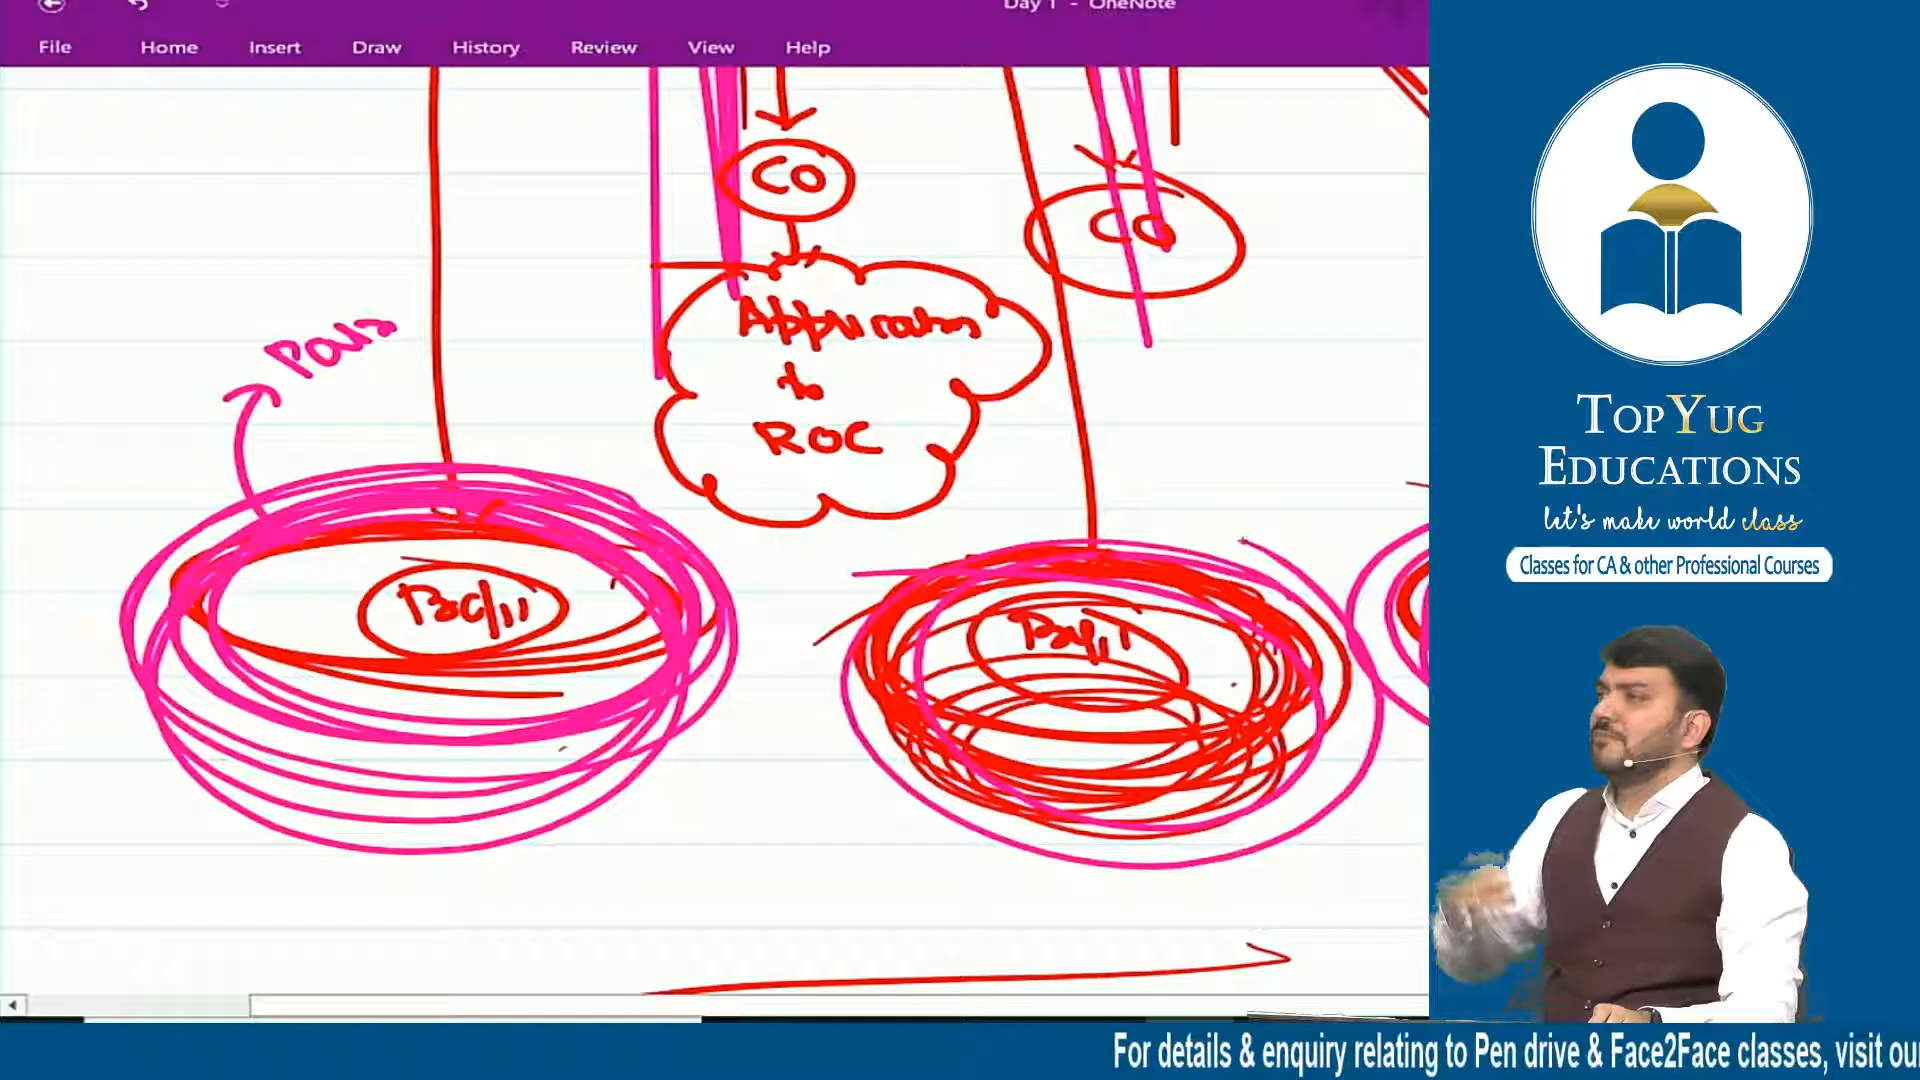 Day 1 - OneNote
File Home Insert Draw History Review View Help
CO
CO
to
ROC
TOPYUG
EDUCATIONS
let's make world class
Classes for CA & other Professional Courses
For details & enquiry relating to Pen drive & Face2Face classes, visit ou